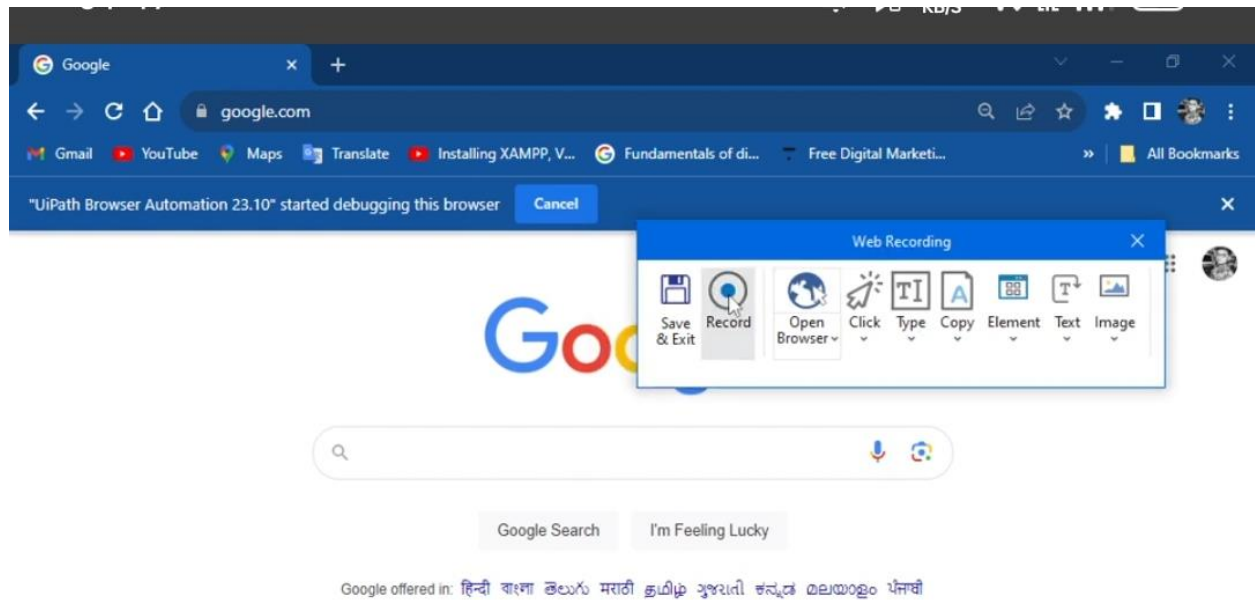 KB/S
Google
google.com
Gmail YouTube Maps Translate Installing XAMPP, V... Fundamentals of di... Free Digital Marketi... » All Bookmarks
"UiPath Browser Automation 23.10" started debugging this browser Cancel
Web Recording
Save & Exit Record Open Browser Click Type Copy Element Text Image
Google Search I'm Feeling Lucky
Google offered in: हिन्दी বাংলা తెలుగు मराठी தமிழ் ગુજરાતી ಕನ್ನಡ മലയാളം ਪੰਜਾਬੀ